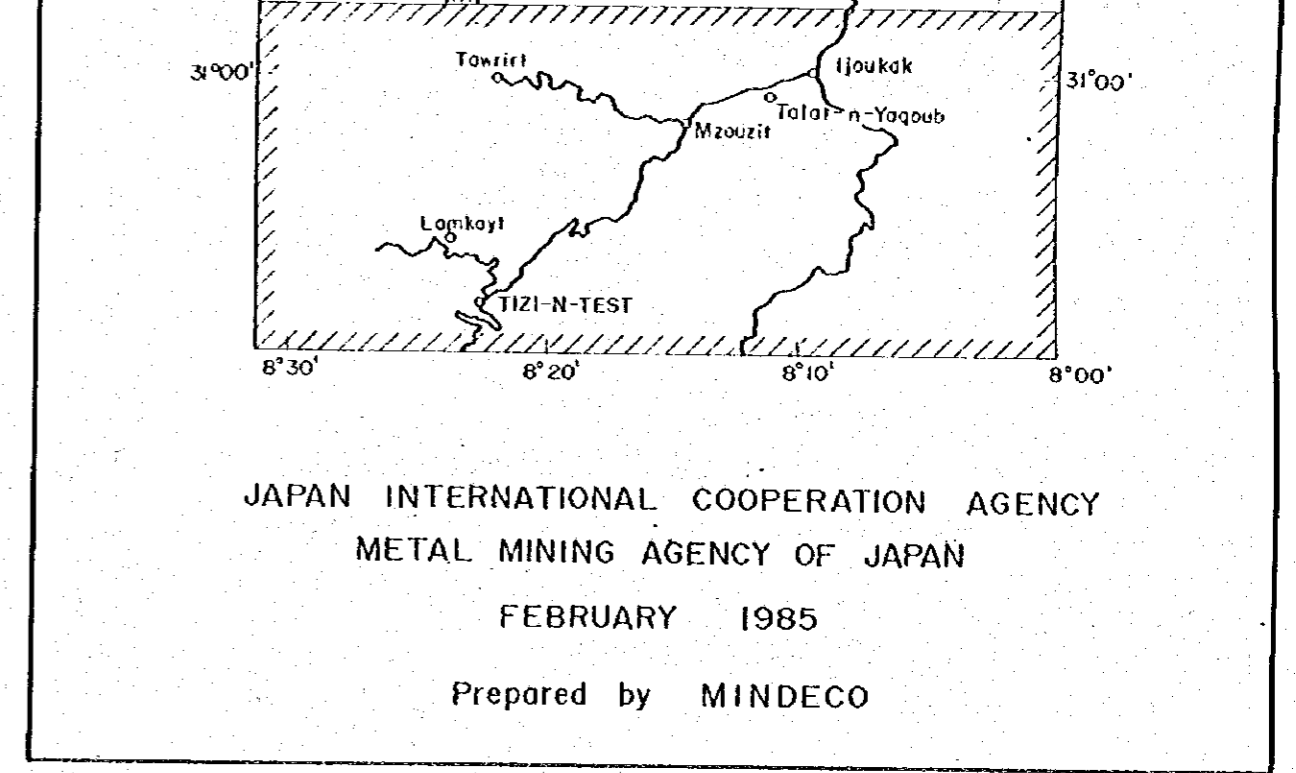 Tawrirt
Ijoukak
31°00'
31°00'
Talat-n-Yaqoub
Mzouzit
Lamkayt
TIZI-N-TEST
8°30'
8°20'
8°10'
8°00'
JAPAN INTERNATIONAL COOPERATION AGENCY
METAL MINING AGENCY OF JAPAN
FEBRUARY 1985
Prepared by MINDECO